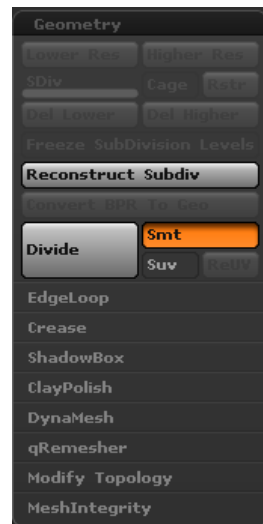 Geometry
Lower Res Higher Res
SDiv Cage Rstr
Del Lower Del Higher
Freeze SubDivision Levels
Reconstruct Subdiv
Convert BPR To Geo
Divide Smt
Suv ReUV
EdgeLoop
Crease
ShadowBox
ClayPolish
DynaMesh
qRemesher
Modify Topology
MeshIntegrity